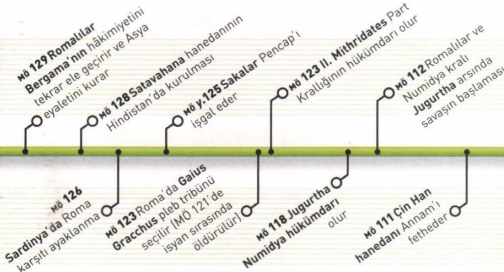 MÖ 129 Romalılar
Bergama'nın hâkimiyetini
tekrar ele geçirir ve Asya
eyaletini kurar
MÖ 128 Satavahana hanedanının
Hindistan'da kurulması
MÖ y.125 Sakalar Pencap'ı
işgal eder
MÖ 123 II. Mithridates Part
Krallığının hükümdarı olur
MÖ 112 Romalılar ve
Numidya kralı
Jugurtha arsında
savaşın başlaması
MÖ 126
Sardinya'da Roma
karşıtı ayaklanma
MÖ 123 Roma'da Gaius
Gracchus pleb tribünü
seçilir (MÖ 121'de
isyan sırasında
öldürülür)
MÖ 118 Jugurtha
Numidya hükümdarı
olur
MÖ 111 Çin Han
hanedanı Annam'ı
fetheder